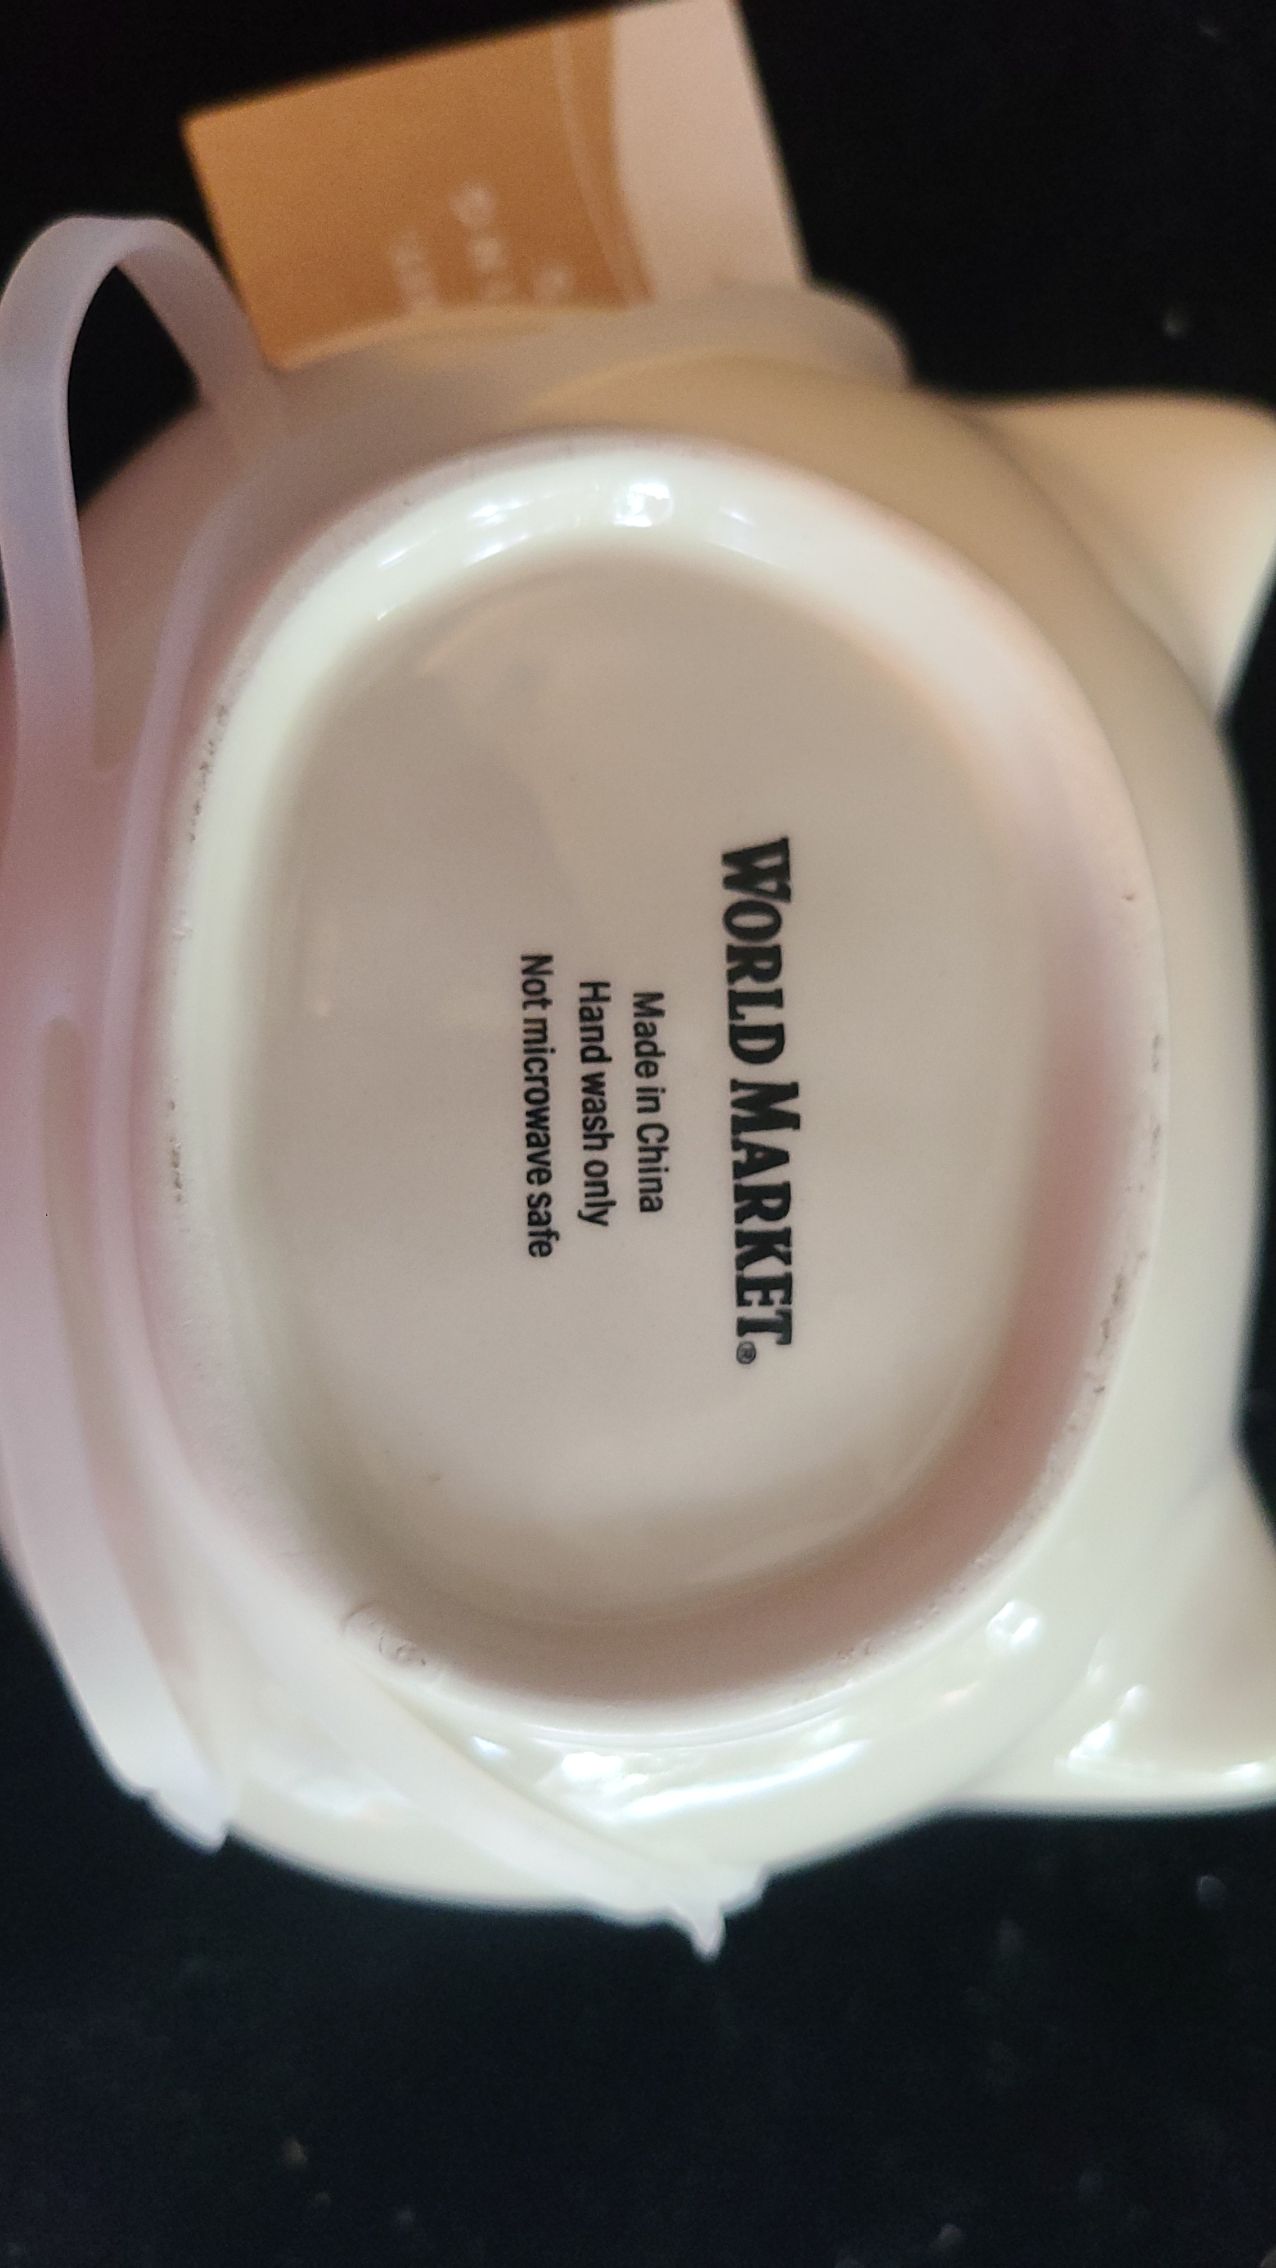 WORLD MARKET®
Made in China
Hand wash only
Not microwave safe